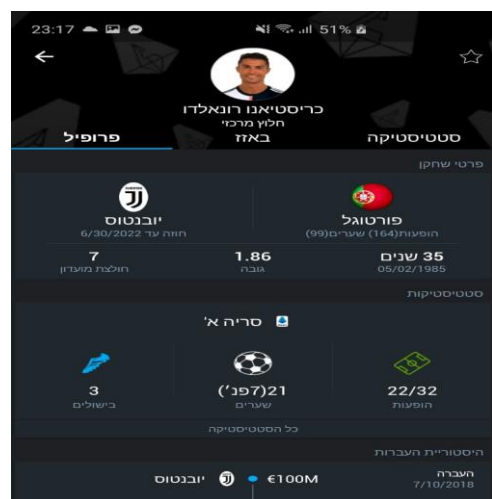 23:17 51%
כריסטיאנו רונאלדו
חלוץ מרכזי
סטטיסטיקה באזז פרופיל
פרטי שחקן
פורטוגל יובנטוס
הופעות(164) שערים(99) חוזה עד 6/30/2022
35 שנים 1.86 7
05/02/1985 גובה חולצת מועדון
סטטיסטיקות
סריה א'
22/32 21(7פנ') 3
הופעות שערים בישולים
כל הסטטיסטיקה
היסטוריית העברות
העברה €100M יובנטוס
7/10/2018